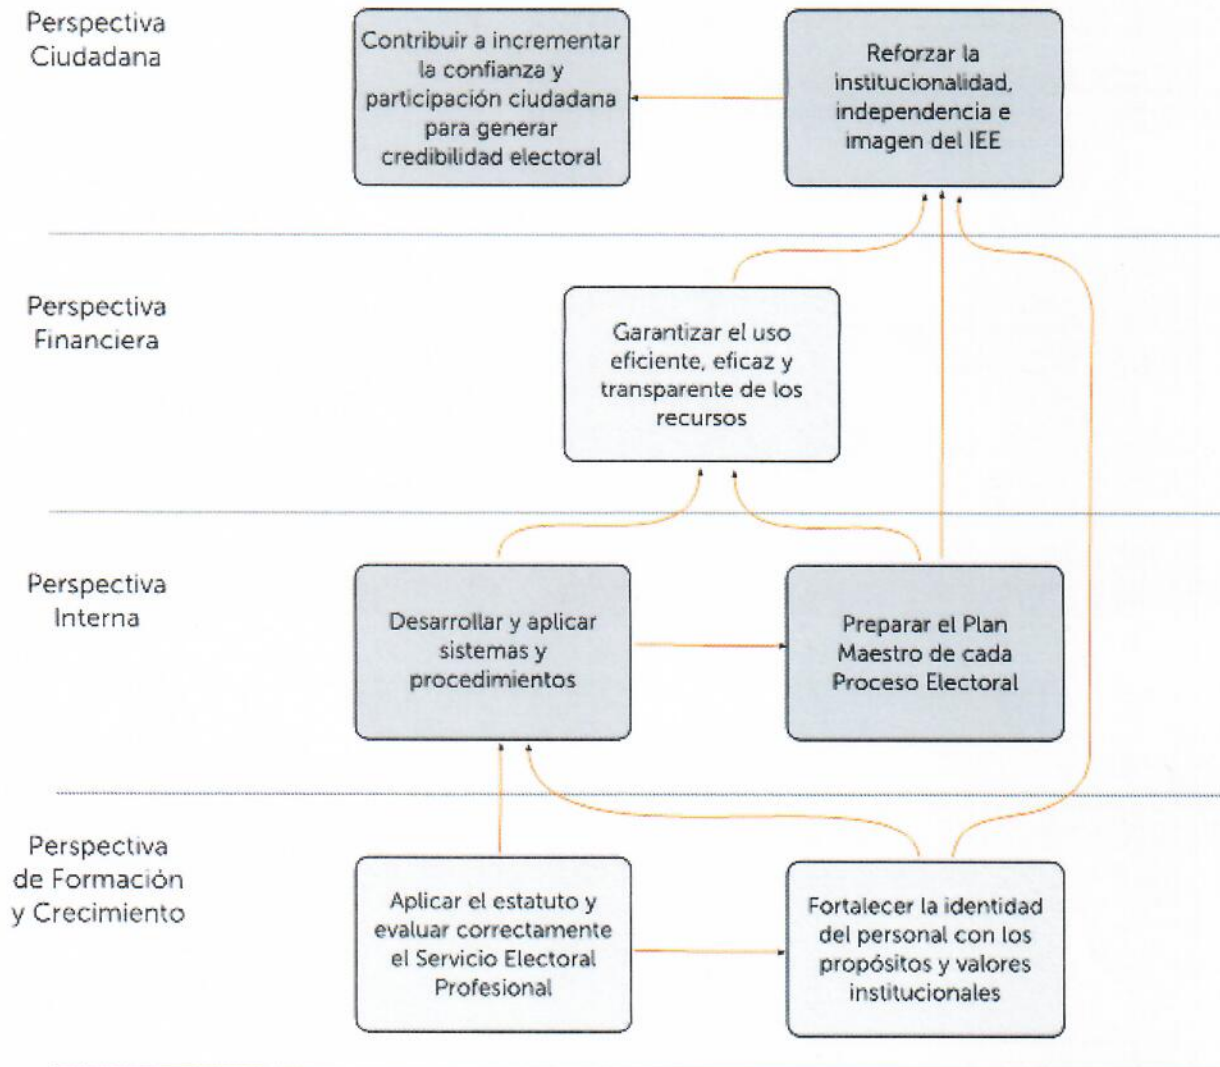 Perspectiva
Ciudadana
Contribuir a incrementar
la confianza y
participación ciudadana
para generar
credibilidad electoral
Reforzar la
institucionalidad,
independencia e
imagen del IEE
Perspectiva
Financiera
Garantizar el uso
eficiente, eficaz y
transparente de los
recursos
Perspectiva
Interna
Desarrollar y aplicar
sistemas y
procedimientos
Preparar el Plan
Maestro de cada
Proceso Electoral
Perspectiva
de Formación
y Crecimiento
Aplicar el estatuto y
evaluar correctamente
el Servicio Electoral
Profesional
Fortalecer la identidad
del personal con los
propósitos y valores
institucionales